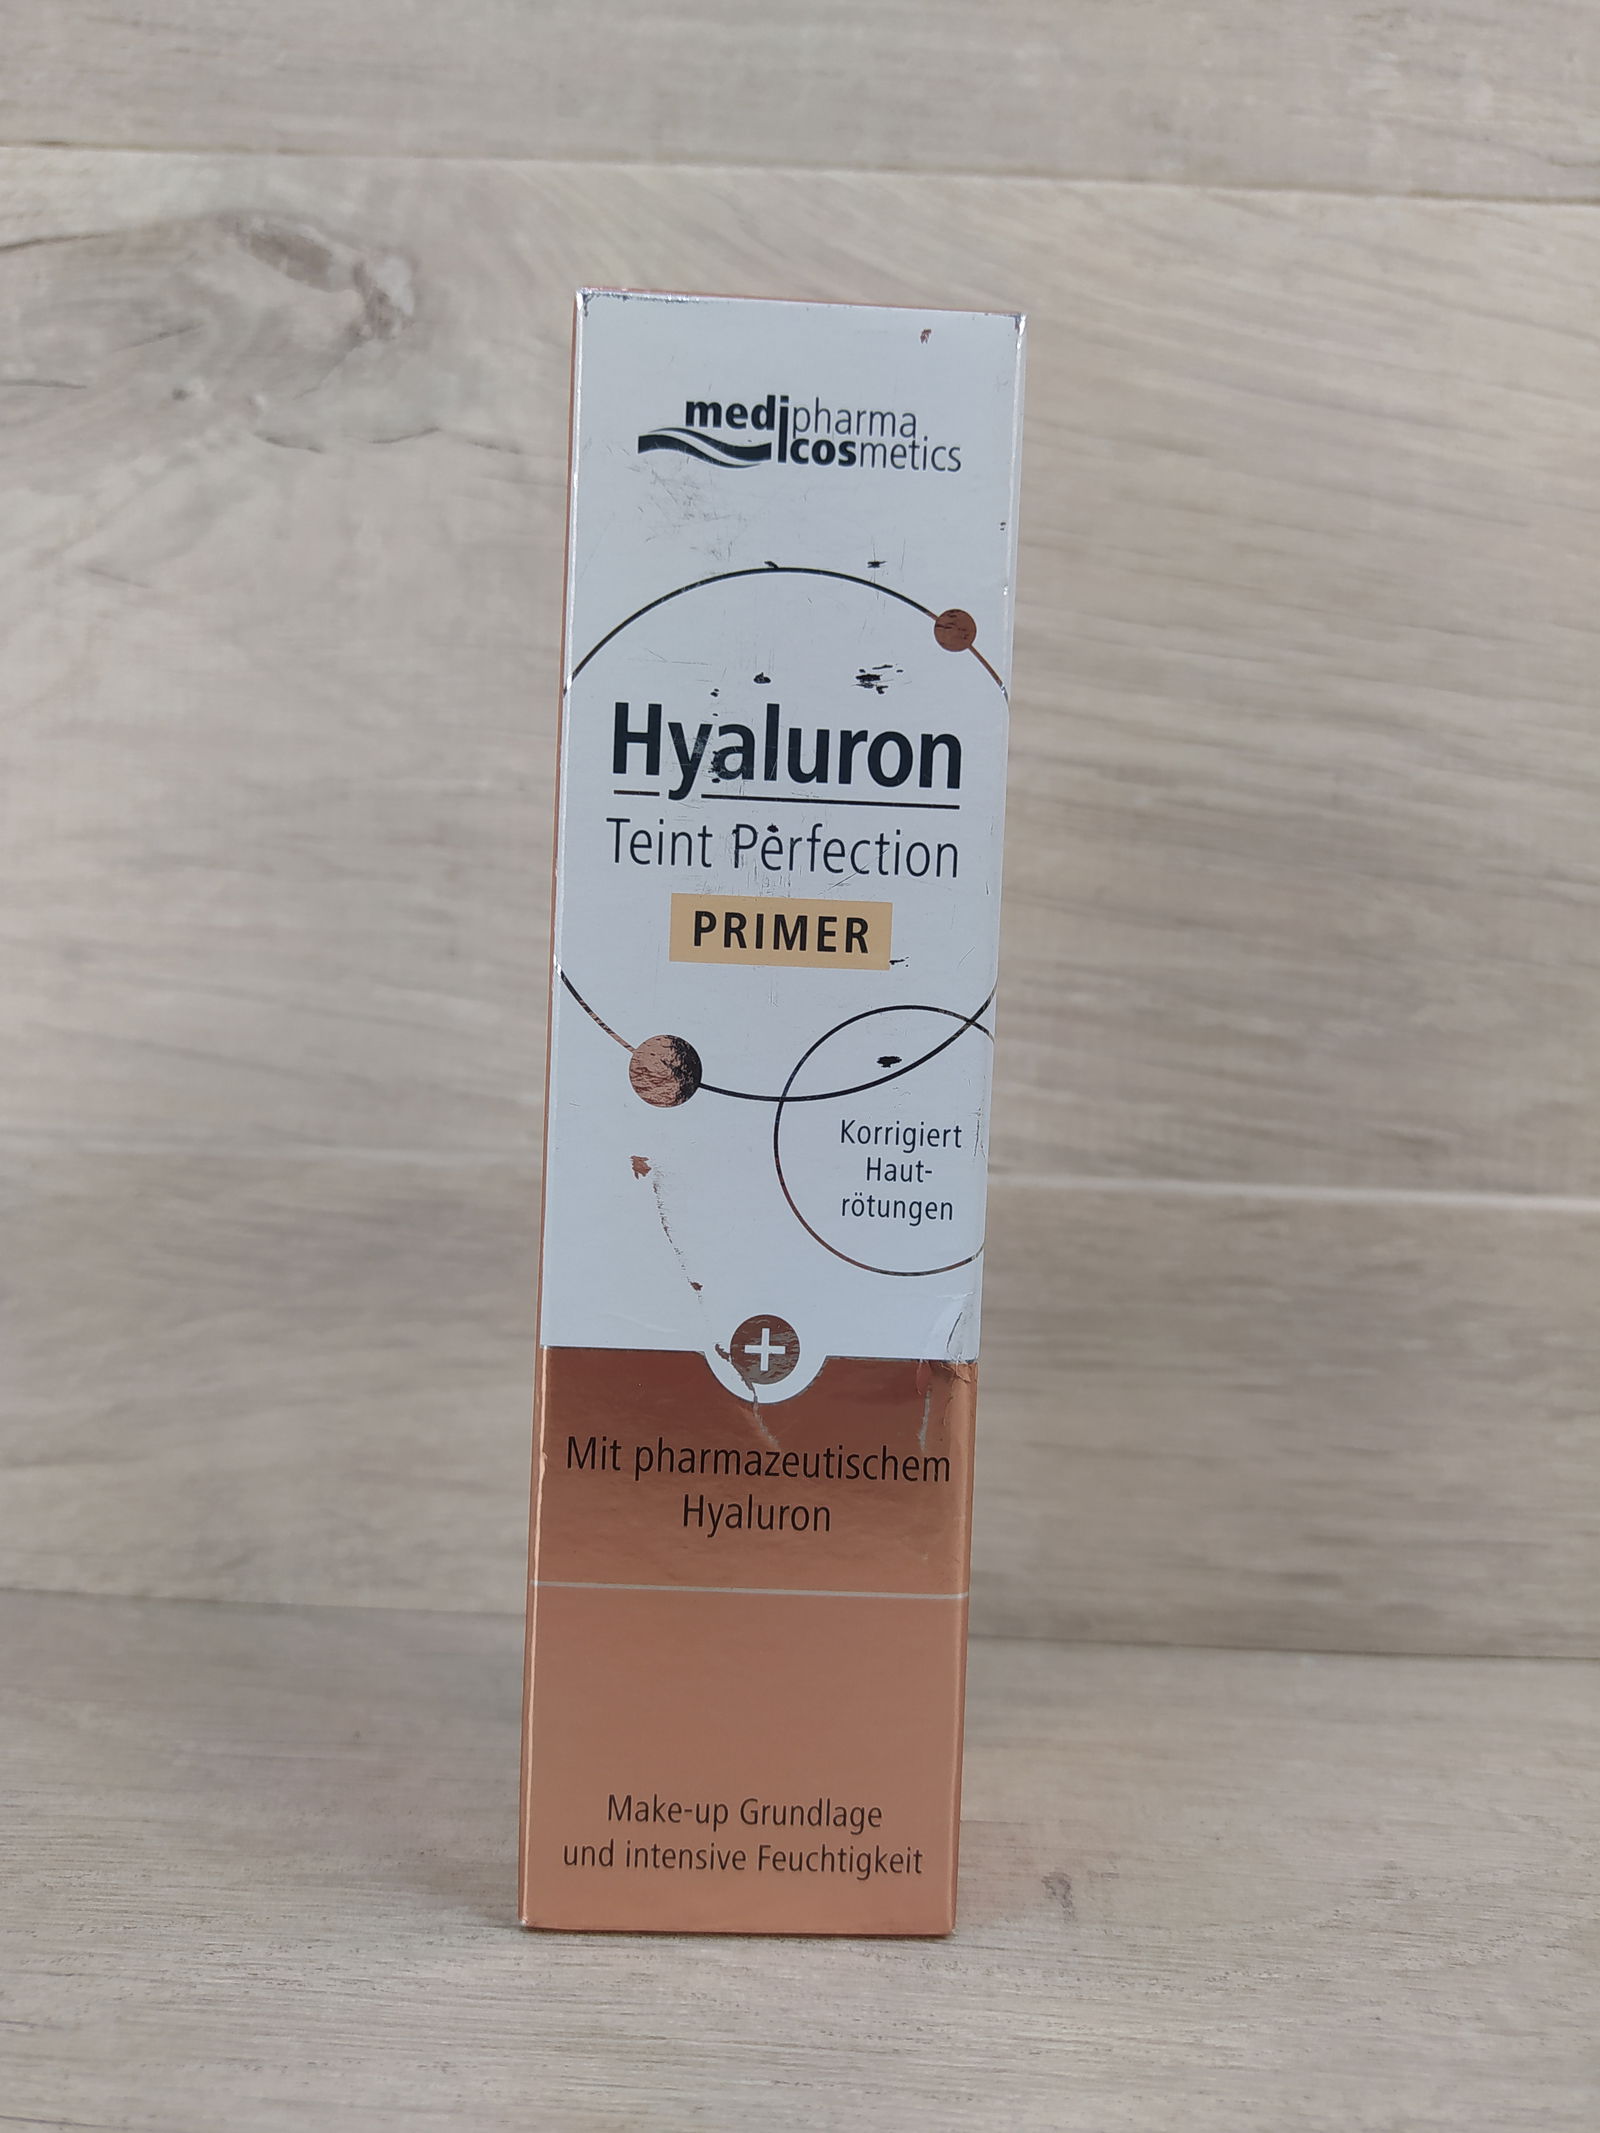 medipharma
cosmetics
Hyaluron
Teint Perfection
PRIMER
Korrigiert
Haut-
rötungen
+
Mit pharmazeutischem
Hyaluron
Make-up Grundlage
und intensive Feuchtigkeit